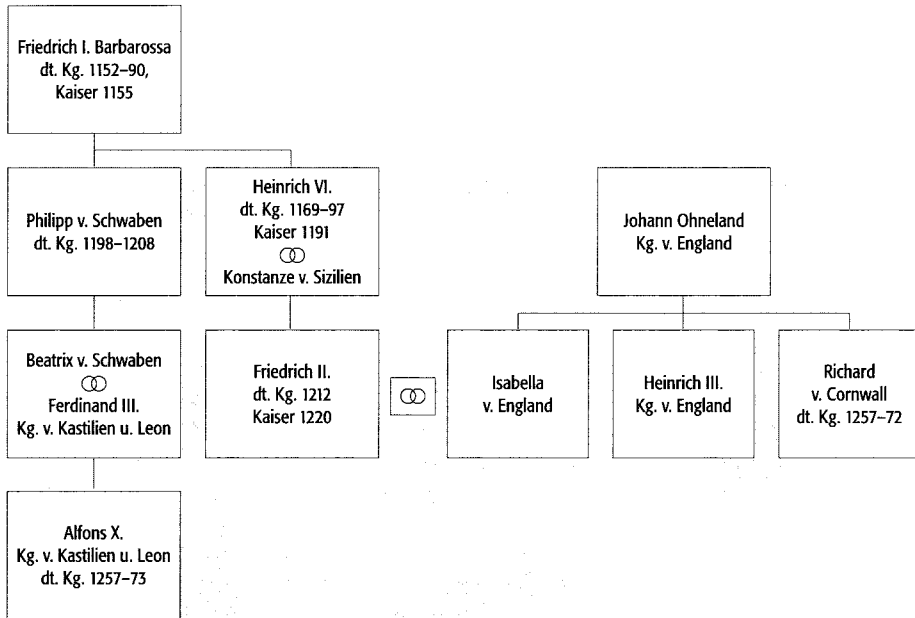 Friedrich I. Barbarossa
dt. Kg. 1152–90,
Kaiser 1155
Philipp v. Schwaben
dt. Kg. 1198–1208
Heinrich VI.
dt. Kg. 1169–97
Kaiser 1191
Konstanze v. Sizilien
Johann Ohneland
Kg. v. England
Beatrix v. Schwaben
Ferdinand III.
Kg. v. Kastilien u. Leon
Friedrich II.
dt. Kg. 1212
Kaiser 1220
Isabella
v. England
Heinrich III.
Kg. v. England
Richard
v. Cornwall
dt. Kg. 1257–72
Alfons X.
Kg. v. Kastilien u. Leon
dt. Kg. 1257–73